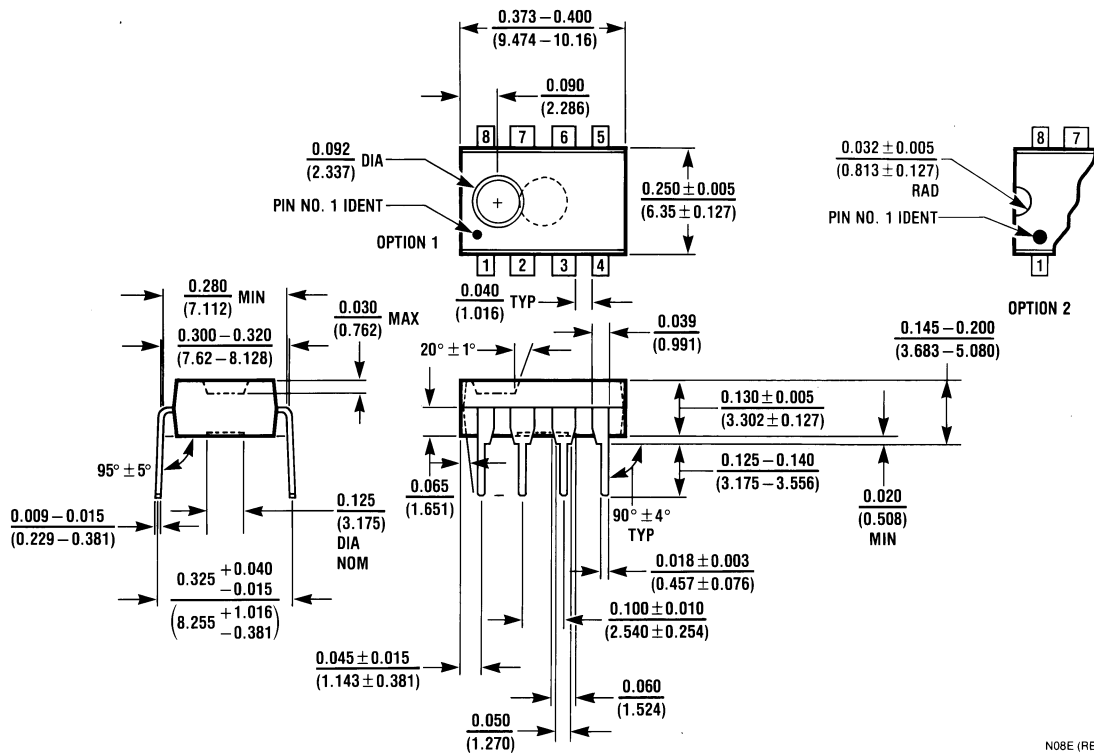 0.373 – 0.400
(9.474 – 10.16)
0.090
(2.286)
8 7 6 5
0.092 DIA
(2.337)
PIN NO. 1 IDENT
OPTION 1
1 2 3 4
0.250 ± 0.005
(6.35 ± 0.127)
8 7
0.032 ± 0.005
(0.813 ± 0.127)
RAD
PIN NO. 1 IDENT
1
OPTION 2
0.280 MIN
(7.112)
0.300 – 0.320
(7.62 – 8.128)
0.030 MAX
(0.762)
0.040 TYP
(1.016)
0.039
(0.991)
0.145 – 0.200
(3.683 – 5.080)
20° ± 1°
0.130 ± 0.005
(3.302 ± 0.127)
95° ± 5°
0.065
(1.651)
0.125 – 0.140
(3.175 – 3.556)
90° ± 4°
TYP
0.020
(0.508)
MIN
0.009 – 0.015
(0.229 – 0.381)
0.125
(3.175)
DIA
NOM
0.018 ± 0.003
(0.457 ± 0.076)
0.325 +0.040
−0.015
(8.255 +1.016
−0.381)
0.100 ± 0.010
(2.540 ± 0.254)
0.045 ± 0.015
(1.143 ± 0.381)
0.060
(1.524)
0.050
(1.270)
N08E (RE